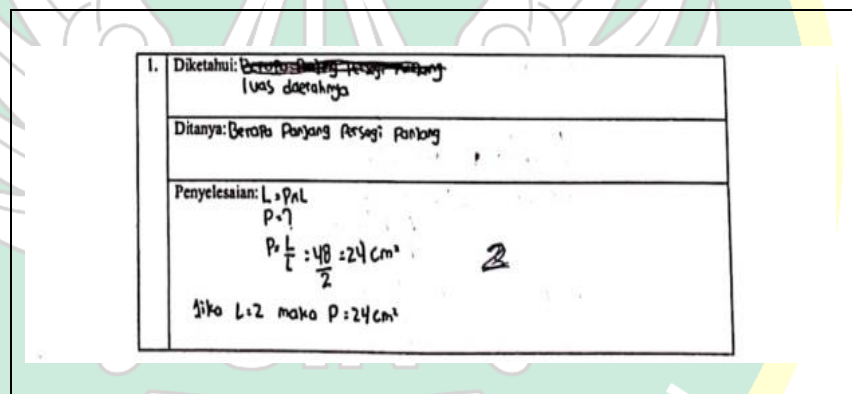 1. Diketahui: Berapa Panjang Persegi Panjang
luas daerahnya
Ditanya: Berapa Panjang Persegi Panjang
Penyelesaian: L = P x L
P = ?
P = L/L = 48/2 = 24 cm²
2
Jika L = 2 maka P = 24 cm²